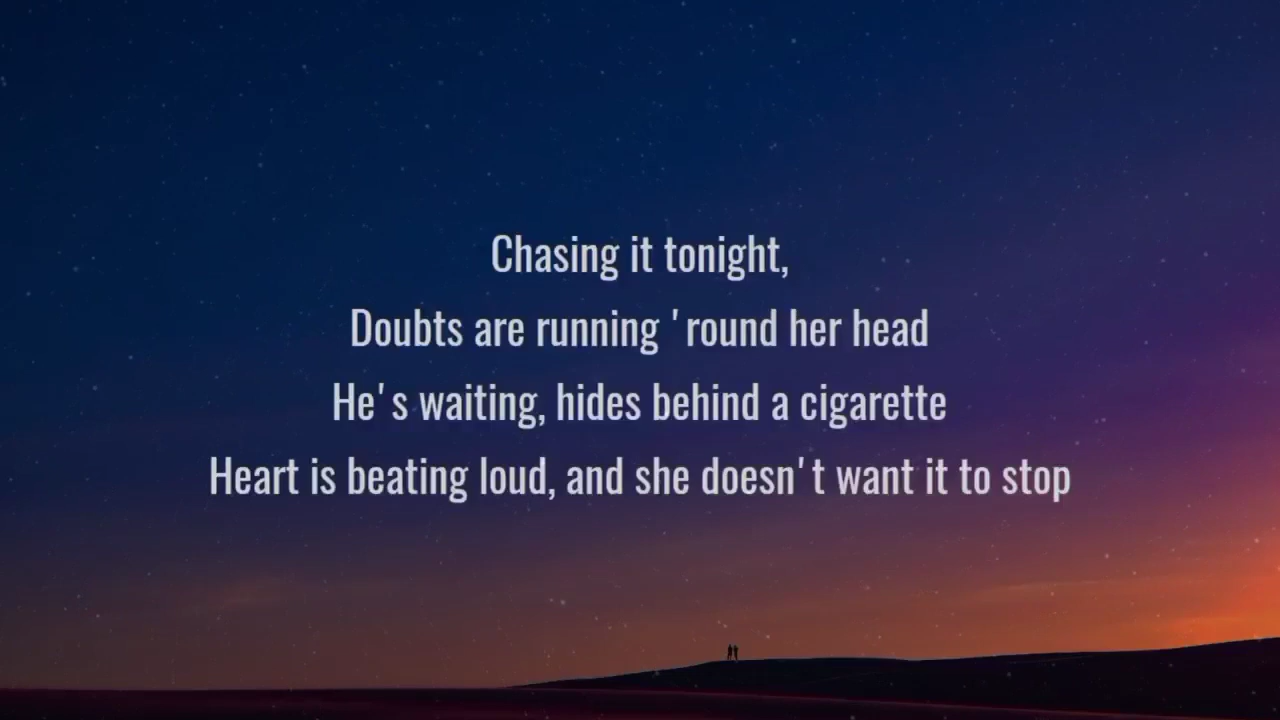 Chasing it tonight,
Doubts are running 'round her head
He's waiting, hides behind a cigarette
Heart is beating loud, and she doesn't want it to stop